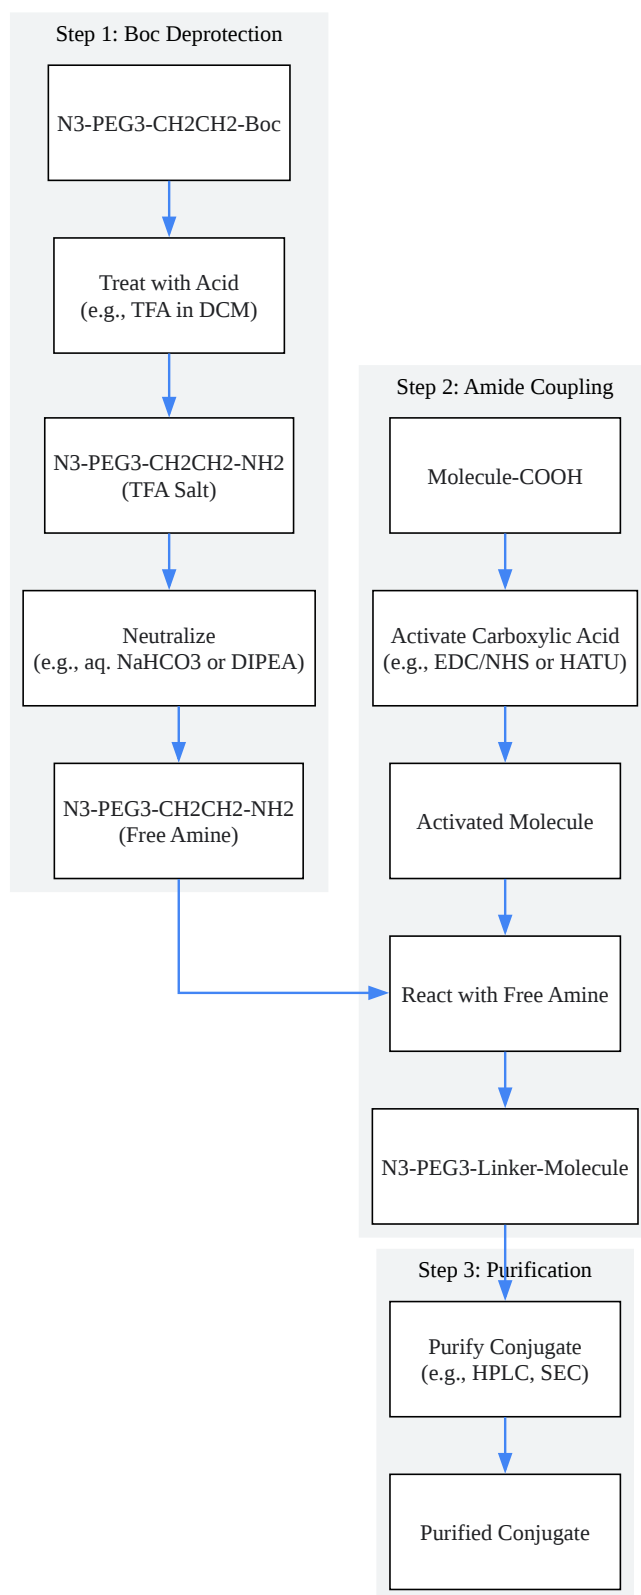 Step 1: Boc Deprotection
N3-PEG3-CH2CH2-Boc
Treat with Acid
(e.g., TFA in DCM)
N3-PEG3-CH2CH2-NH2
(TFA Salt)
Neutralize
(e.g., aq. NaHCO3 or DIPEA)
N3-PEG3-CH2CH2-NH2
(Free Amine)
Step 2: Amide Coupling
Molecule-COOH
Activate Carboxylic Acid
(e.g., EDC/NHS or HATU)
Activated Molecule
React with Free Amine
N3-PEG3-Linker-Molecule
Step 3: Purification
Purify Conjugate
(e.g., HPLC, SEC)
Purified Conjugate